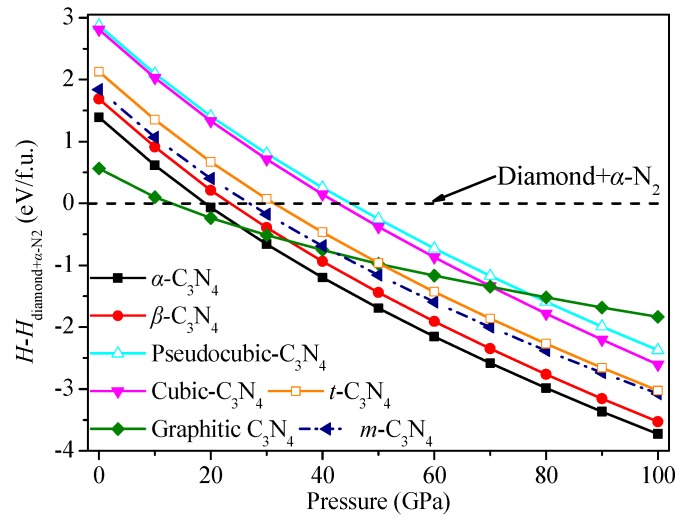 3
2
1
0
-1
-2
-3
-4
H-H diamond+α-N2 (eV/f.u.)
Diamond+α-N2
α-C3N4
β-C3N4
Pseudocubic-C3N4
Cubic-C3N4 t-C3N4
Graphitic C3N4 m-C3N4
0 20 40 60 80 100
Pressure (GPa)